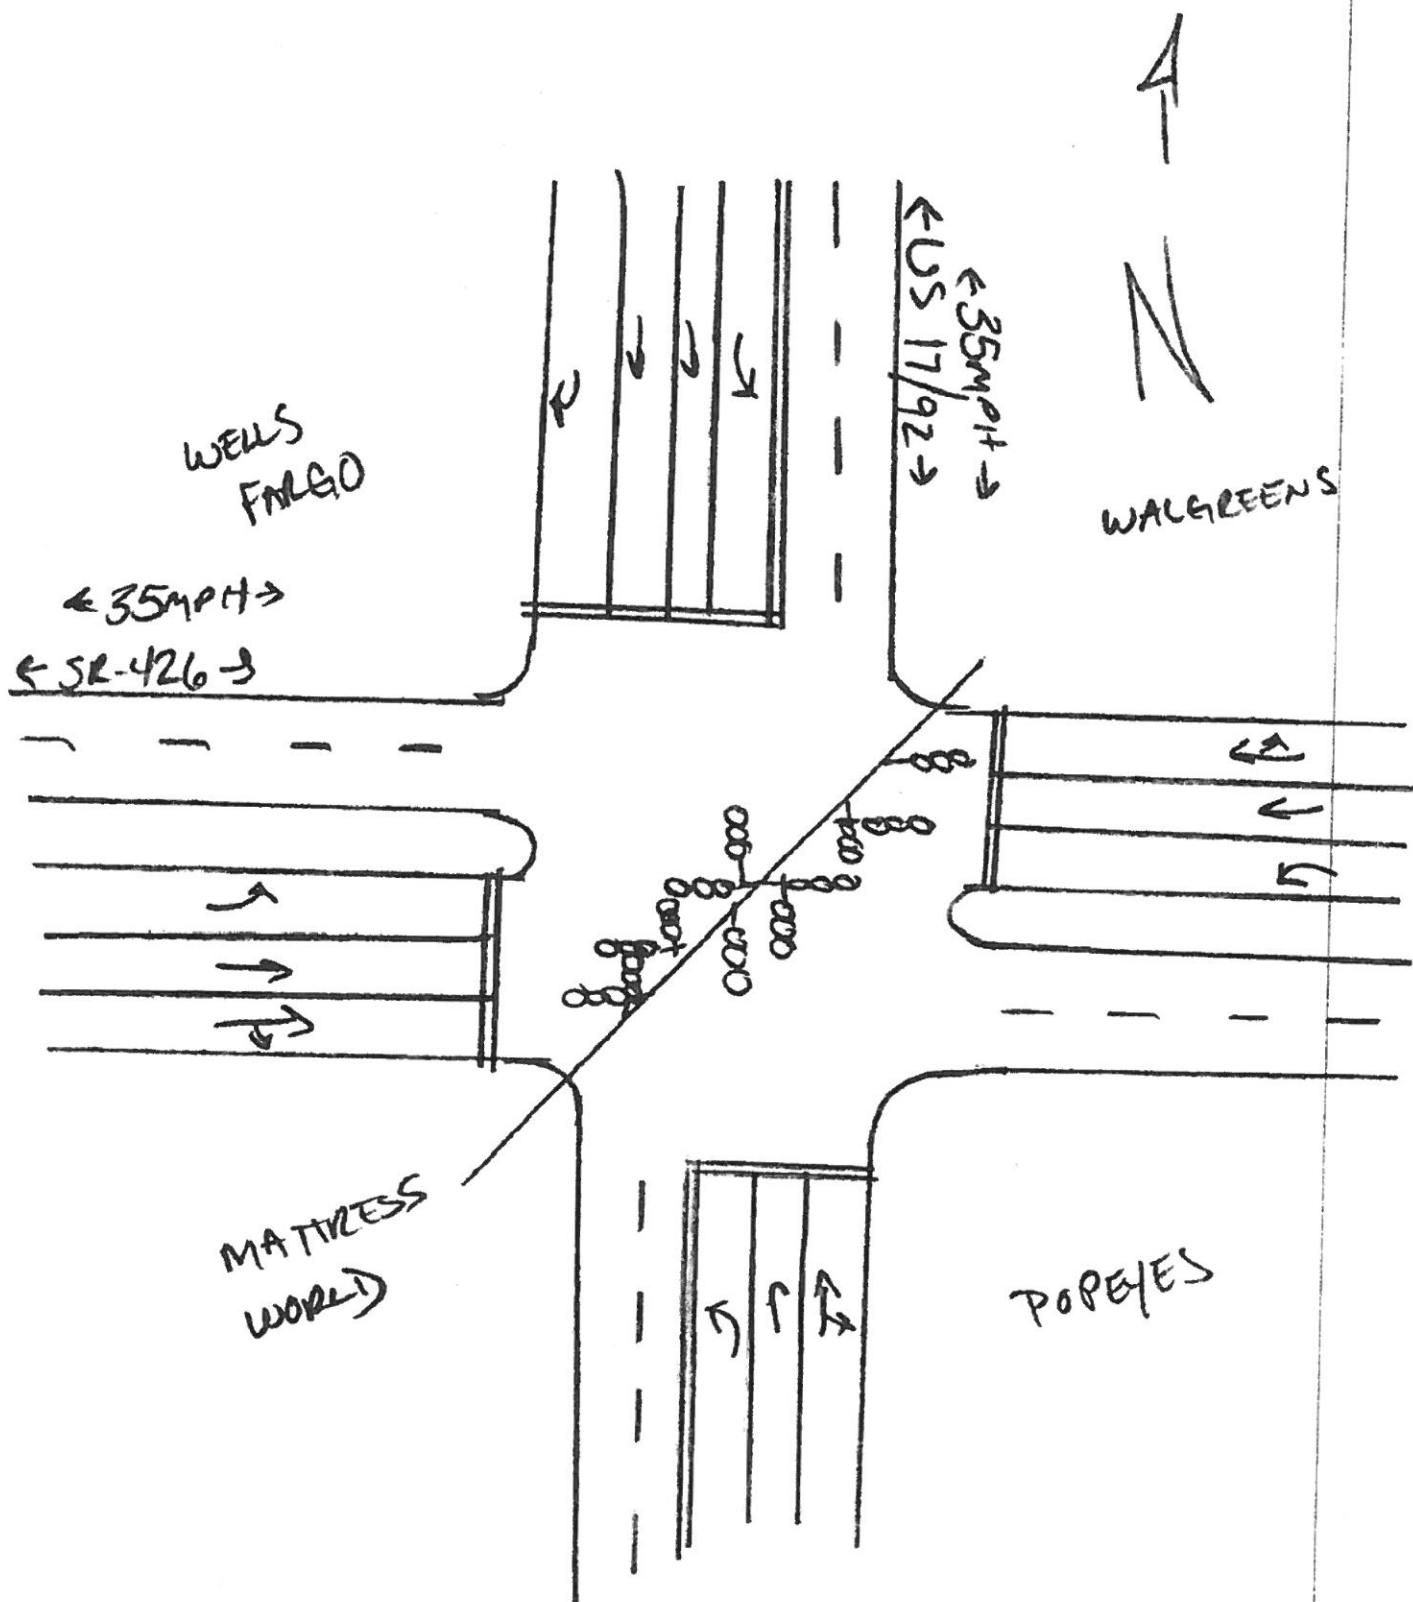 N
← US 17/92 →
← 35MPH →
WELLS
FARGO
WALGREENS
← 35MPH →
← SR-426 →
MATTRESS
WORLD
POPEYES